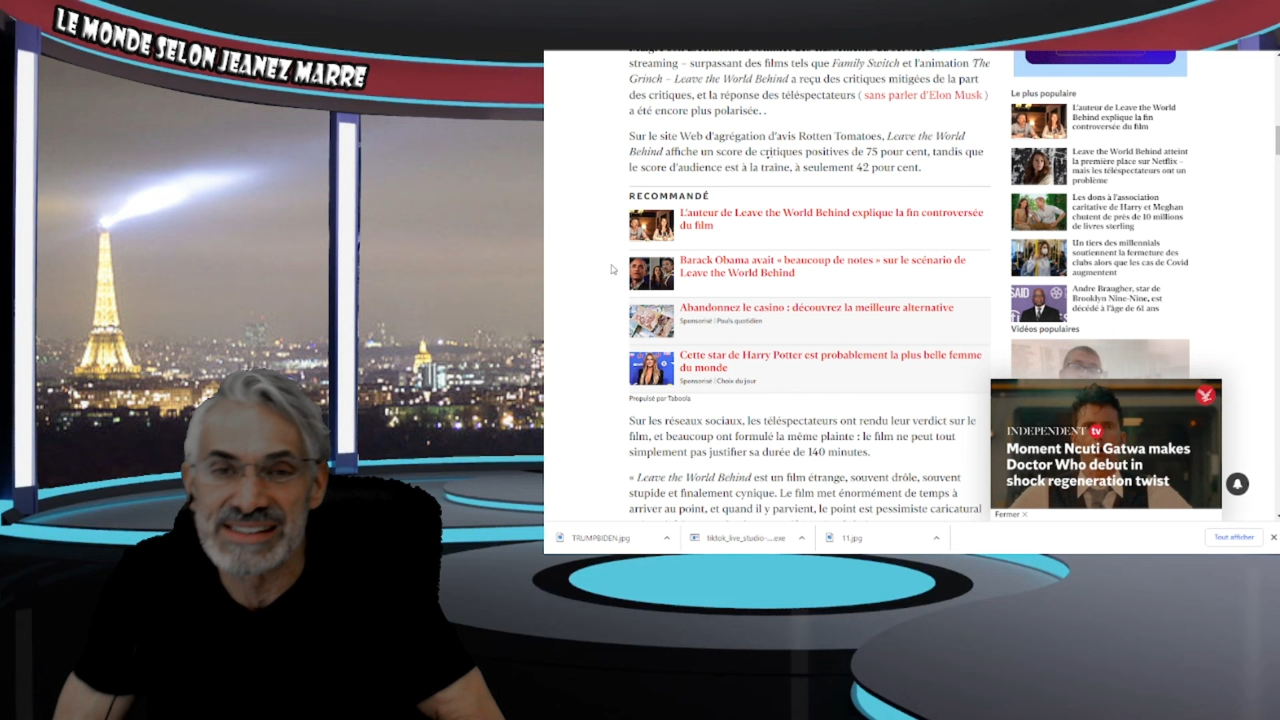 LE MONDE SELON JEANEZ MARRE
streaming – surpassant des films tels que Family Switch et l'animation The
Grinch – Leave the World Behind a reçu des critiques mitigées de la part
des critiques, et la réponse des téléspectateurs ( sans parler d'Elon Musk )
a été encore plus polarisée. .
Sur le site Web d'agrégation d'avis Rotten Tomatoes, Leave the World
Behind affiche un score de critiques positives de 75 pour cent, tandis que
le score d'audience est à la traîne, à seulement 42 pour cent.
RECOMMANDÉ
L'auteur de Leave the World Behind explique la fin controversée
du film
Barack Obama avait « beaucoup de notes » sur le scénario de
Leave the World Behind
Abandonnez le casino : découvrez la meilleure alternative
Sponsorisé | Pouls quotidien
Cette star de Harry Potter est probablement la plus belle femme
du monde
Sponsorisé | Choix du jour
Propulsé par Taboola
Sur les réseaux sociaux, les téléspectateurs ont rendu leur verdict sur le
film, et beaucoup ont formulé la même plainte : le film ne peut tout
simplement pas justifier sa durée de 140 minutes.
« Leave the World Behind est un film étrange, souvent drôle, souvent
stupide et finalement cynique. Le film met énormément de temps à
arriver au point, et quand il y parvient, le point est pessimiste caricatural
Le plus populaire
L'auteur de Leave the World
Behind explique la fin
controversée du film
Leave the World Behind atteint
la première place sur Netflix –
mais les téléspectateurs ont un
problème
Les dons à l'association
caritative de Harry et Meghan
chutent de près de 10 millions
de livres sterling
Un tiers des millennials
soutiennent la fermeture des
clubs alors que les cas de Covid
augmentent
SAID
Andre Braugher, star de
Brooklyn Nine-Nine, est
décédé à l'âge de 61 ans
Vidéos populaires
INDEPENDENT tv
Moment Ncuti Gatwa makes
Doctor Who debut in
shock regeneration twist
Fermer ×
TRUMPBIDEN.jpg
tiktok_live_studio-....exe
11.jpg
Tout afficher